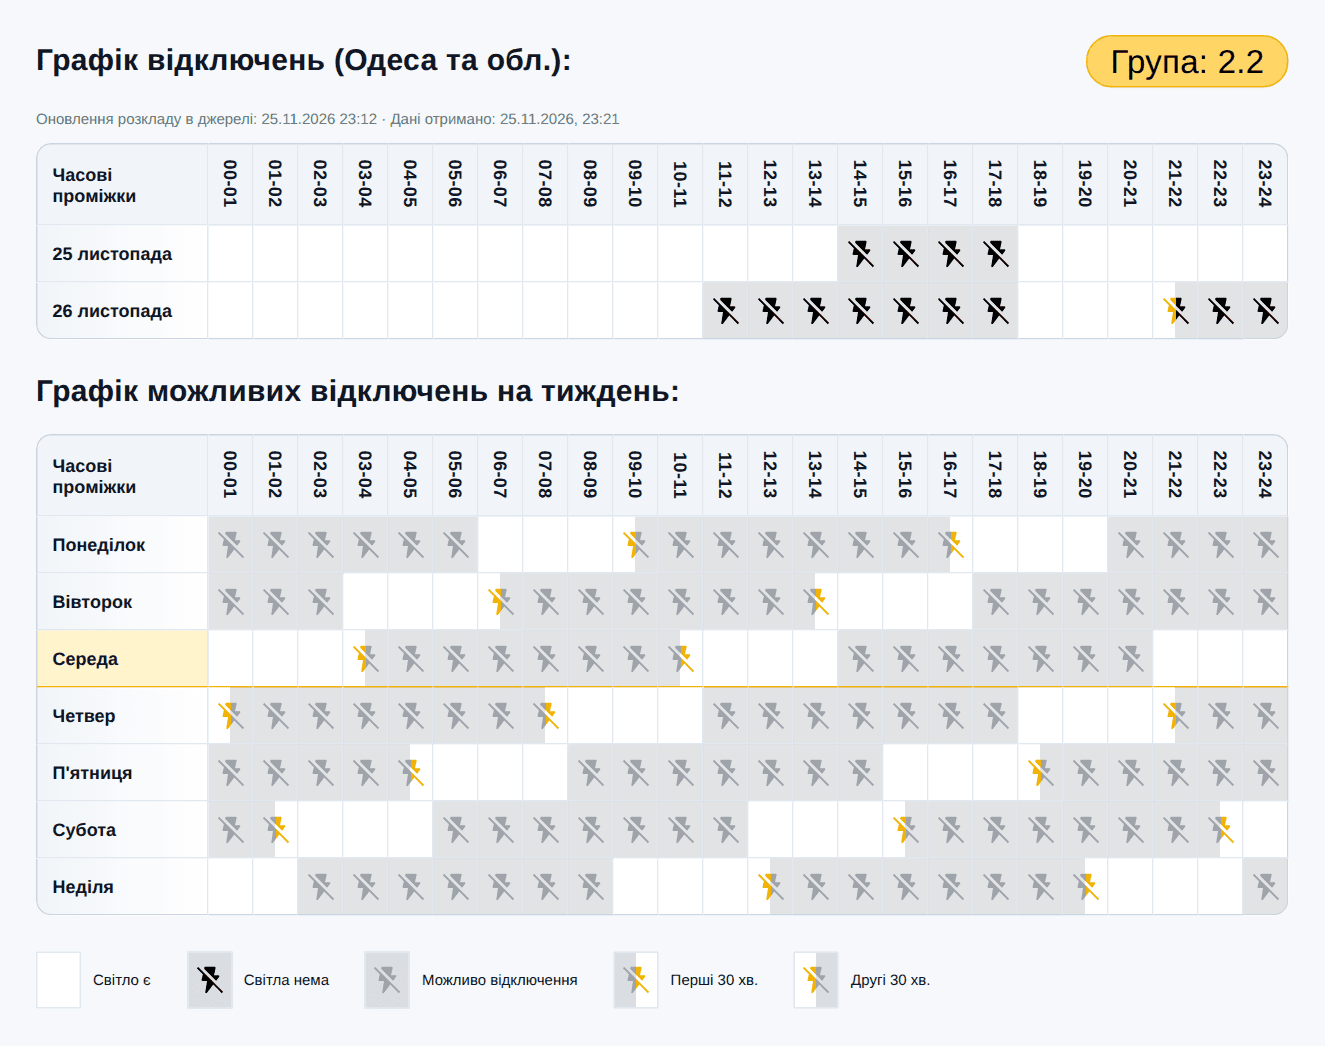 Графік відключень (Одеса та обл.):
Група: 2.2
Оновлення розкладу в джерелі: 25.11.2026 23:12 · Дані отримано: 25.11.2026, 23:21
Часові проміжки 00-01 01-02 02-03 03-04 04-05 05-06 06-07 07-08 08-09 09-10 10-11 11-12 12-13 13-14 14-15 15-16 16-17 17-18 18-19 19-20 20-21 21-22 22-23 23-24
25 листопада
26 листопада
Графік можливих відключень на тиждень:
Часові проміжки 00-01 01-02 02-03 03-04 04-05 05-06 06-07 07-08 08-09 09-10 10-11 11-12 12-13 13-14 14-15 15-16 16-17 17-18 18-19 19-20 20-21 21-22 22-23 23-24
Понеділок
Вівторок
Середа
Четвер
П'ятниця
Субота
Неділя
Світло є Світла нема Можливо відключення Перші 30 хв. Другі 30 хв.